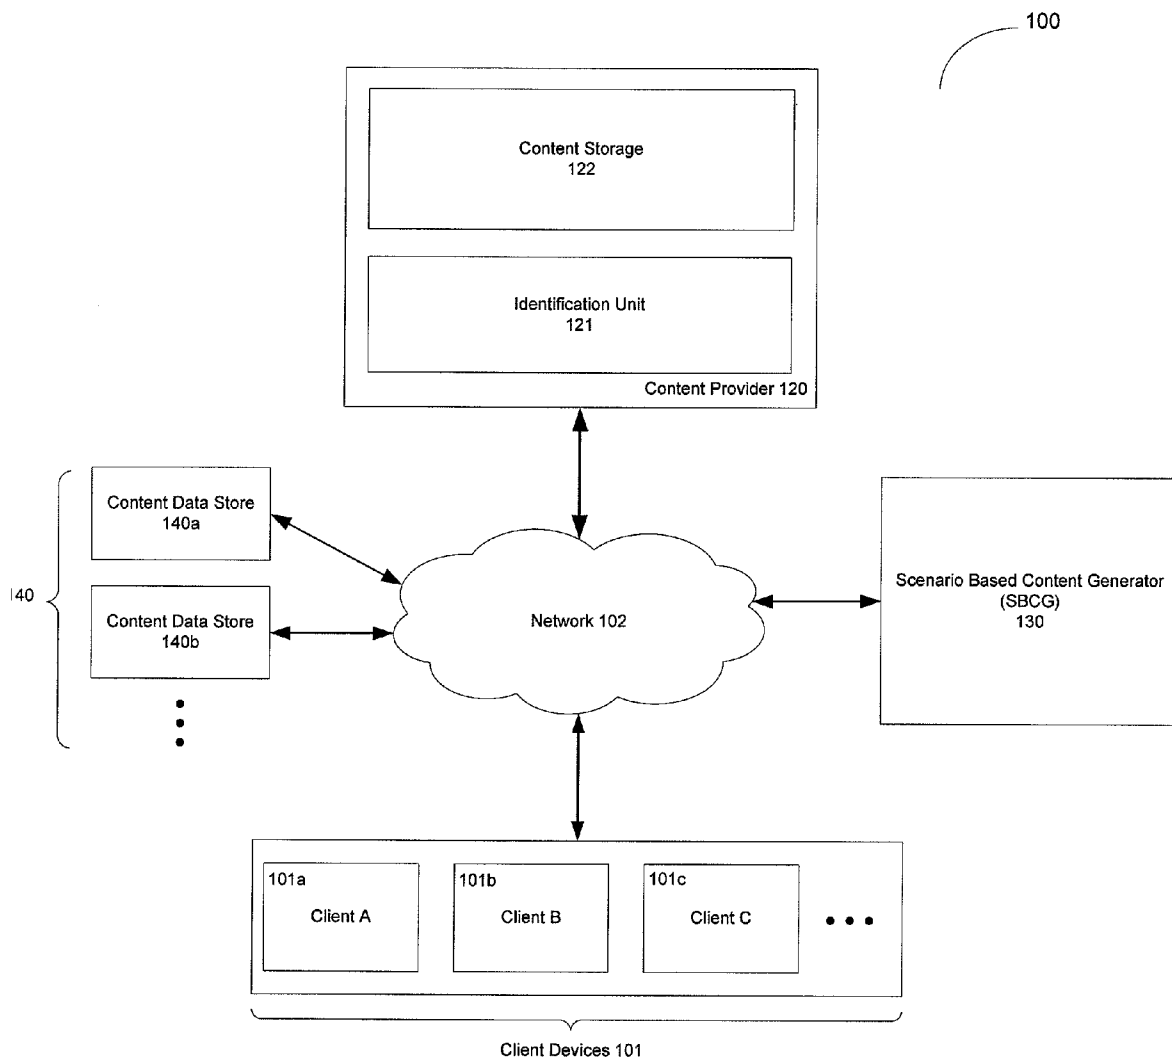 100
Content Storage
122
Identification Unit
121
Content Provider 120
Content Data Store
140a
140
Content Data Store
140b
Network 102
Scenario Based Content Generator
(SBCG)
130
101a
Client A
101b
Client B
101c
Client C
Client Devices 101